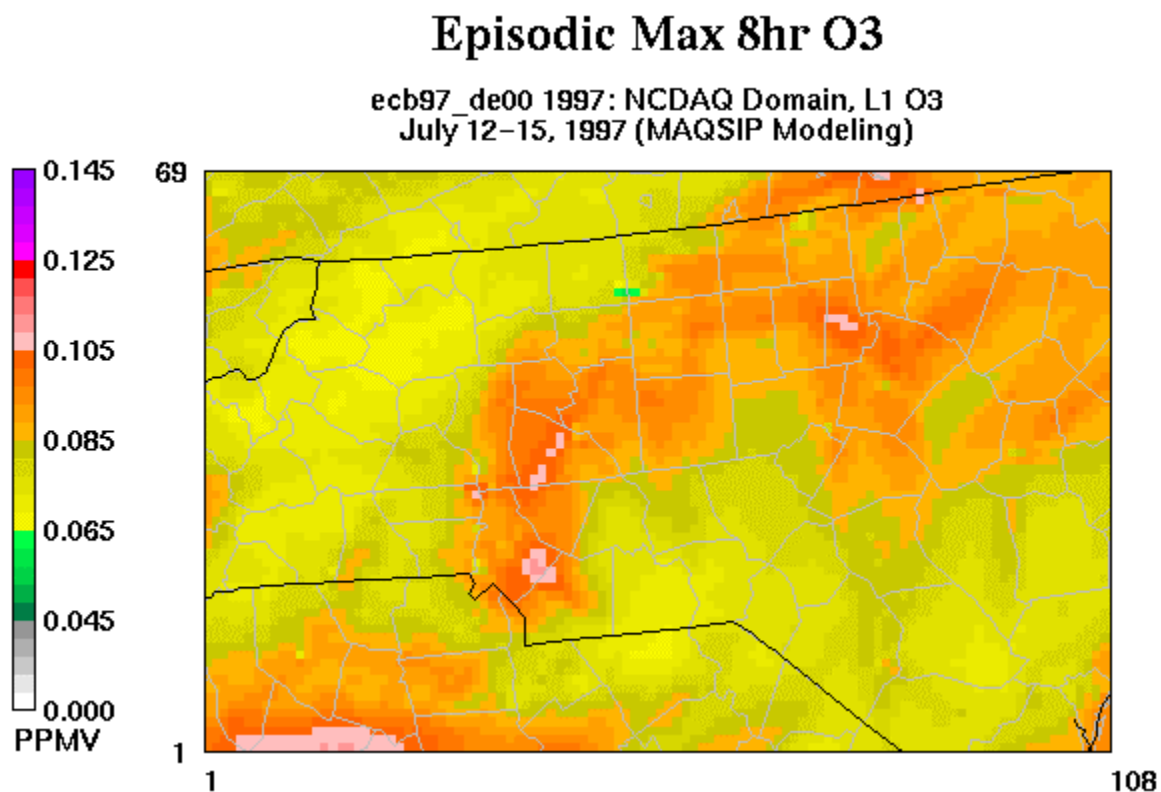 Episodic Max 8hr O3
ecb97_de00 1997: NCDAQ Domain, L1 O3
July 12-15, 1997 (MAQSIP Modeling)
0.145
0.125
0.105
0.085
0.065
0.045
0.000
PPMV
69
1
1
108